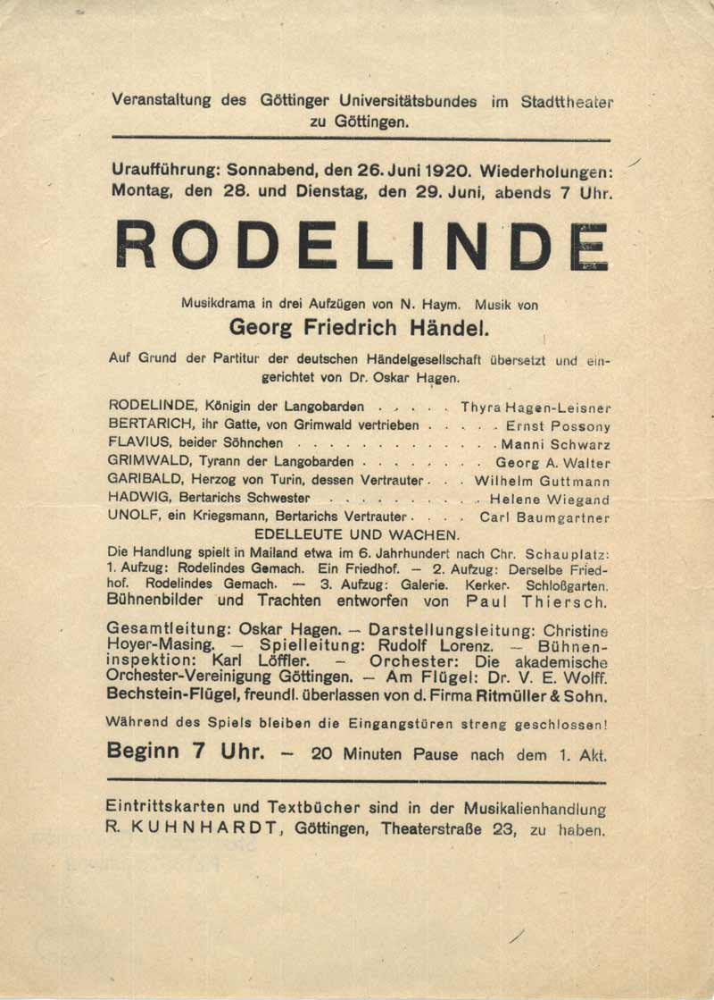 Veranstaltung des Göttinger Universitätsbundes im Stadttheater
zu Göttingen.
Uraufführung: Sonnabend, den 26. Juni 1920. Wiederholungen:
Montag, den 28. und Dienstag, den 29. Juni, abends 7 Uhr.
RODELINDE
Musikdrama in drei Aufzügen von N. Haym. Musik von
Georg Friedrich Händel.
Auf Grund der Partitur der deutschen Händelgesellschaft übersetzt und ein-
gerichtet von Dr. Oskar Hagen.
RODELINDE, Königin der Langobarden . . . . . Thyra Hagen-Leisner
BERTARICH, ihr Gatte, von Grimwald vertrieben . . . . . Ernst Possony
FLAVIUS, beider Söhnchen . . . . . . . . . . . . . Manni Schwarz
GRIMWALD, Tyrann der Langobarden . . . . . . . . Georg A. Walter
GARIBALD, Herzog von Turin, dessen Vertrauter . . . Wilhelm Guttmann
HADWIG, Bertarichs Schwester . . . . . . . . . . Helene Wiegand
UNOLF, ein Kriegsmann, Bertarichs Vertrauter . . . . Carl Baumgartner
EDELLEUTE UND WACHEN.
Die Handlung spielt in Mailand etwa im 6. Jahrhundert nach Chr. Schauplatz:
1. Aufzug: Rodelindes Gemach. Ein Friedhof. — 2. Aufzug: Derselbe Fried-
hof. Rodelindes Gemach. — 3. Aufzug: Galerie. Kerker. Schloßgarten.
Bühnenbilder und Trachten entworfen von Paul Thiersch.
Gesamtleitung: Oskar Hagen. — Darstellungsleitung: Christine
Hoyer-Masing. — Spielleitung: Rudolf Lorenz. — Bühnen-
inspektion: Karl Löffler. — Orchester: Die akademische
Orchester-Vereinigung Göttingen. — Am Flügel: Dr. V. E. Wolff.
Bechstein-Flügel, freundl. überlassen von d. Firma Ritmüller & Sohn.
Während des Spiels bleiben die Eingangstüren streng geschlossen!
Beginn 7 Uhr. — 20 Minuten Pause nach dem 1. Akt.
Eintrittskarten und Textbücher sind in der Musikalienhandlung
R. KUHNHARDT, Göttingen, Theaterstraße 23, zu haben.